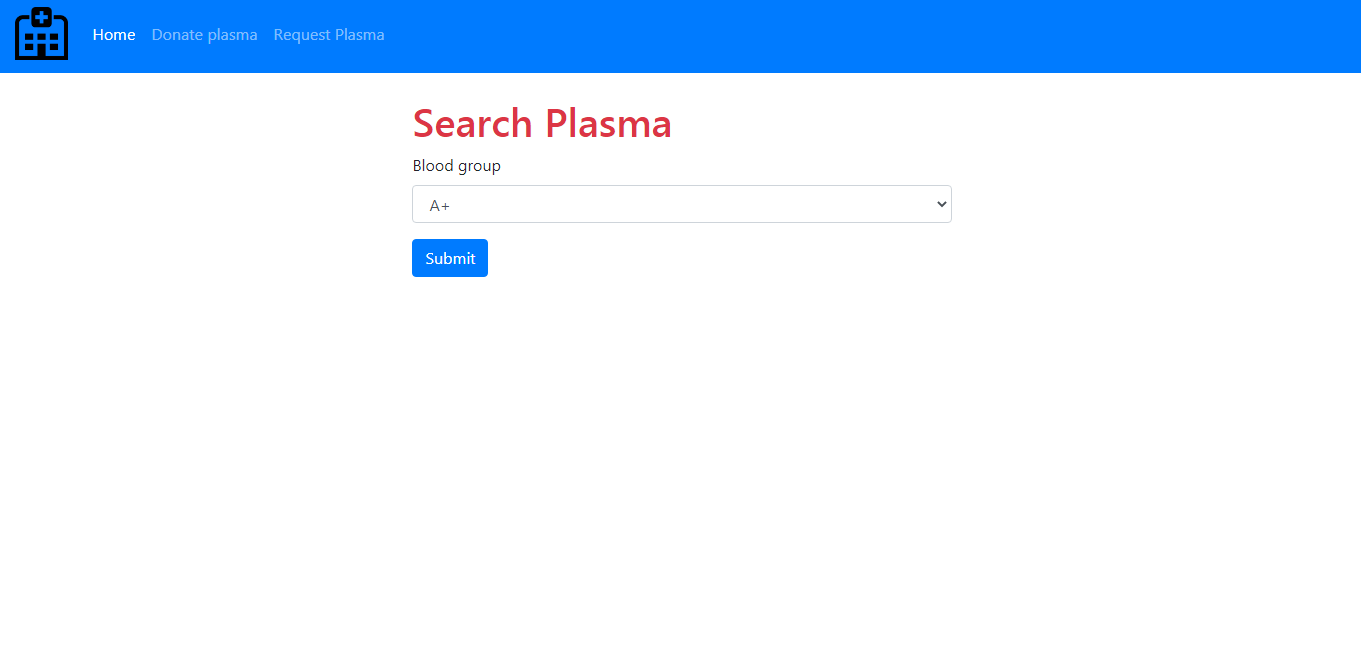 Home Donate plasma Request Plasma
Search Plasma
Blood group
A+
Submit